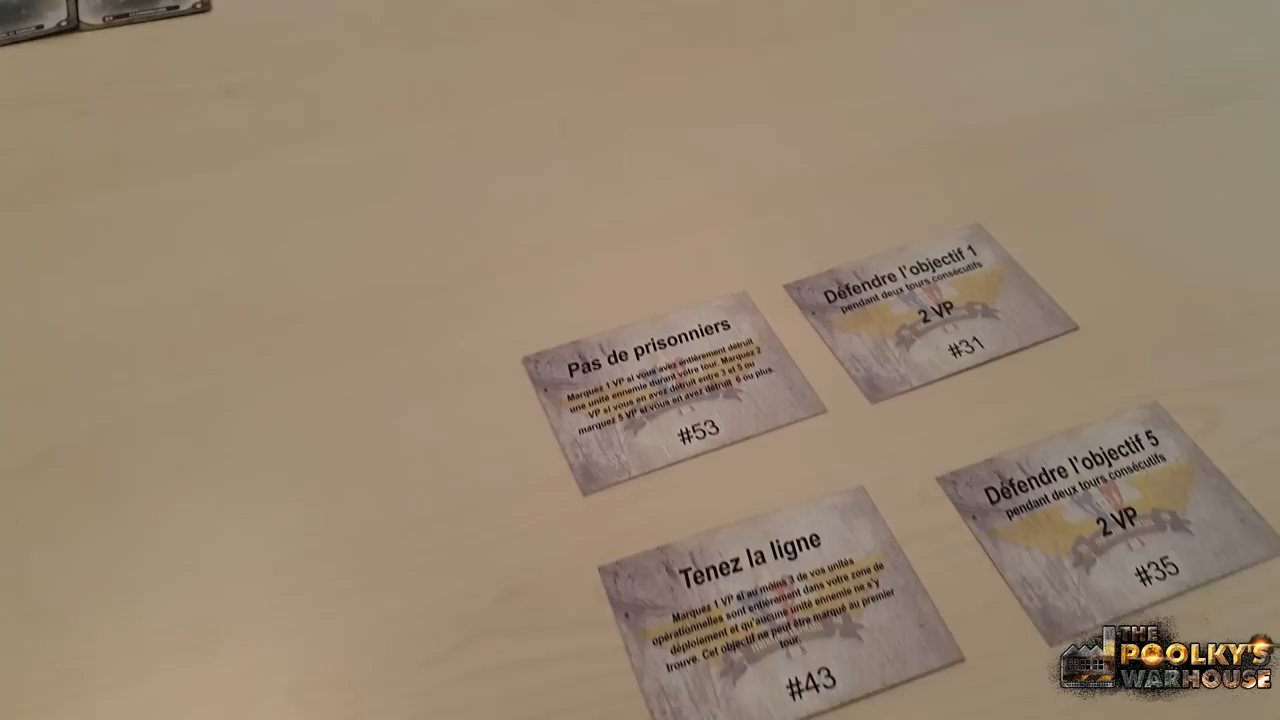 Pas de prisonniers
Marquez 1 VP si vous avez entièrement détruit
une unité ennemie durant votre tour. Marquez 2
VP si vous en avez détruit entre 3 et 5 ou
marquez 5 VP si vous en avez détruit 6 ou plus.
#53
Défendre l'objectif 1
pendant deux tours consécutifs
2 VP
#31
Tenez la ligne
Marquez 1 VP si au moins 3 de vos unités
opérationnelles sont entièrement dans votre zone de
déploiement et qu'aucune unité ennemie ne s'y
trouve. Cet objectif ne peut être marqué au premier
tour.
#43
Défendre l'objectif 5
pendant deux tours consécutifs
2 VP
#35
THE
POOLKY'S
WARHOUSE